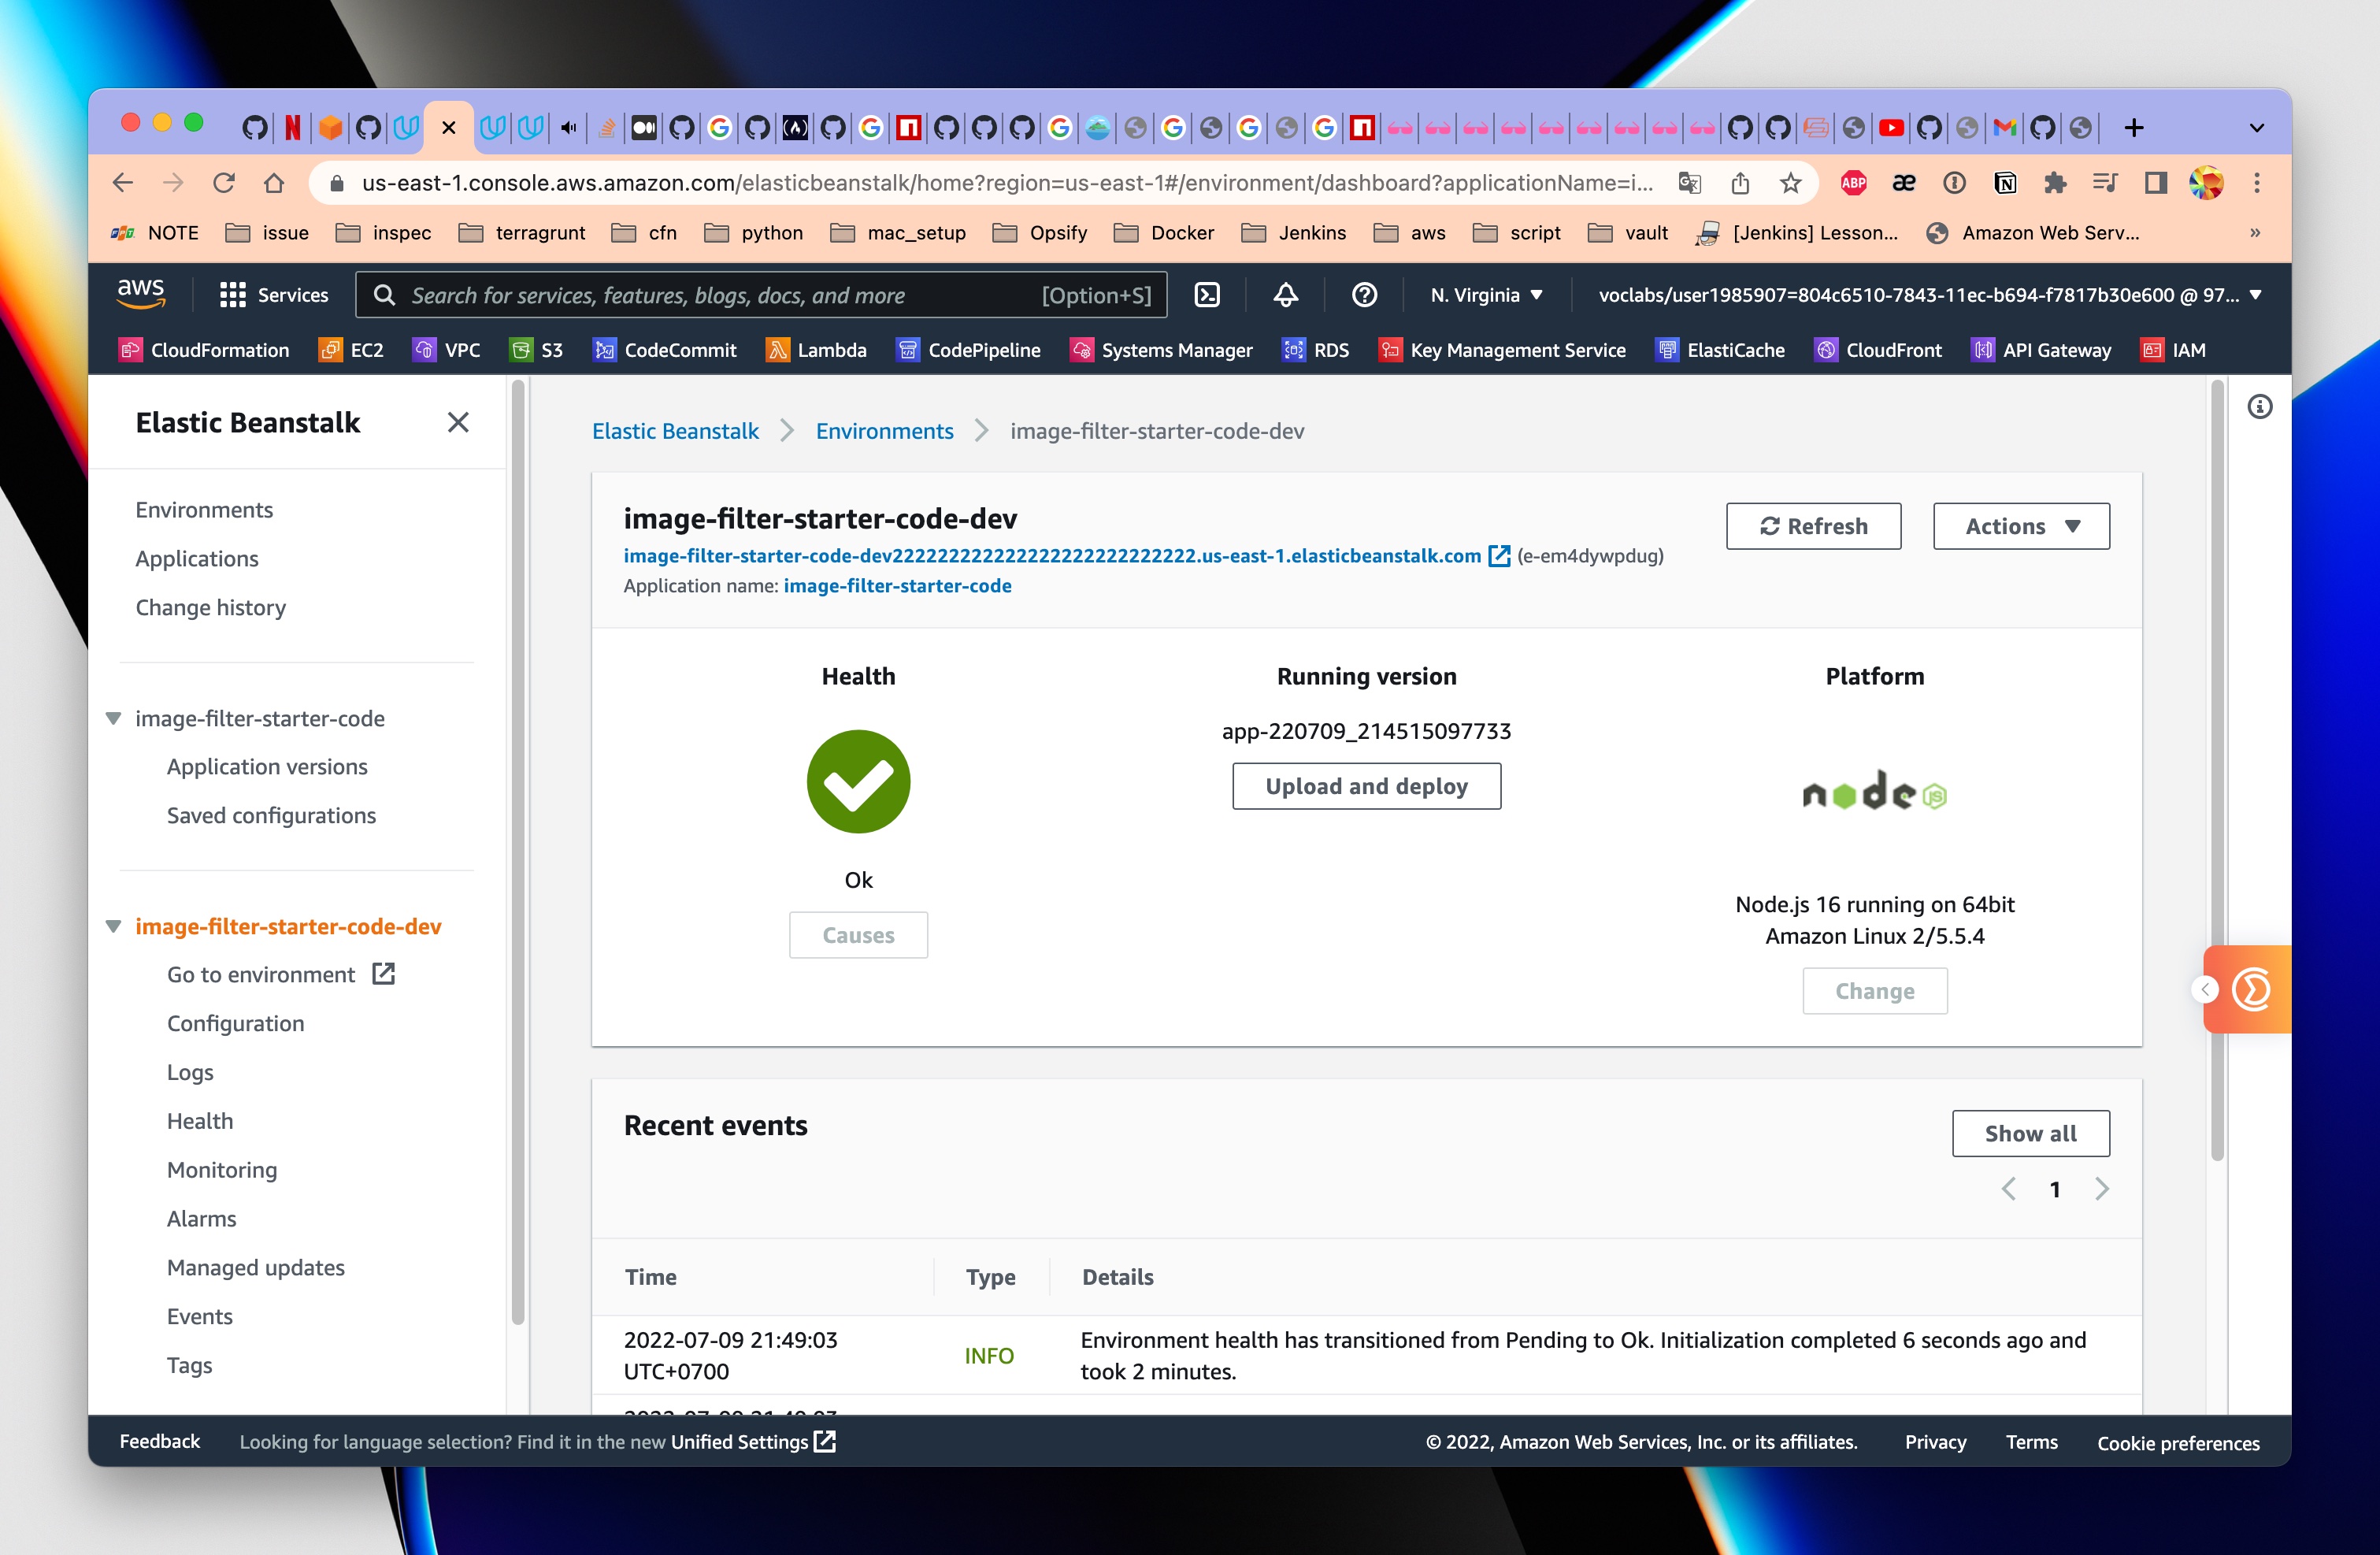 us-east-1.console.aws.amazon.com/elasticbeanstalk/home?region=us-east-1#/environment/dashboard?applicationName=i...
ABP
NOTE issue inspec terragrunt cfn python mac_setup Opsify Docker Jenkins aws script vault [Jenkins] Lesson... Amazon Web Serv... »
aws Services Search for services, features, blogs, docs, and more [Option+S] N. Virginia ▼ voclabs/user1985907=804c6510-7843-11ec-b694-f7817b30e600 @ 97... ▼
CloudFormation EC2 VPC S3 CodeCommit Lambda CodePipeline Systems Manager RDS Key Management Service ElastiCache CloudFront API Gateway IAM
Elastic Beanstalk
Environments
Applications
Change history
image-filter-starter-code
Application versions
Saved configurations
image-filter-starter-code-dev
Go to environment
Configuration
Logs
Health
Monitoring
Alarms
Managed updates
Events
Tags
Elastic Beanstalk > Environments > image-filter-starter-code-dev
image-filter-starter-code-dev
Refresh
Actions ▼
(e-em4dywpdug)
Application name: image-filter-starter-code
Health
Ok
Causes
Running version
app-220709_214515097733
Upload and deploy
Platform
node JS
Node.js 16 running on 64bit
Amazon Linux 2/5.5.4
Change
Recent events
Show all
1
Time Type Details
2022-07-09 21:49:03
UTC+0700
INFO
Environment health has transitioned from Pending to Ok. Initialization completed 6 seconds ago and
took 2 minutes.
Feedback Looking for language selection? Find it in the new Unified Settings © 2022, Amazon Web Services, Inc. or its affiliates. Privacy Terms Cookie preferences